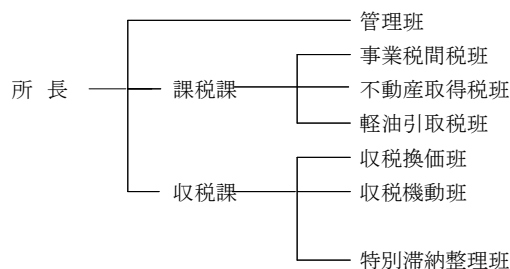 管理班
事業税間税班
所 長
課税課
不動産取得税班
軽油引取税班
収税換価班
収税課
収税機動班
特別滞納整理班